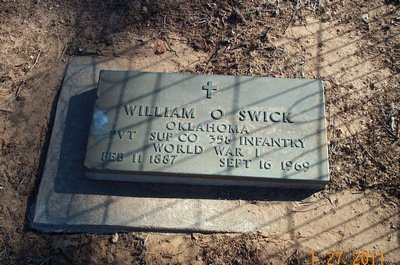 WILLIAM O SWICK
OKLAHOMA
PVT SUP CO 358 INFANTRY
WORLD WAR I
FEB 11 1887 SEPT 16 1969
1 27 2011